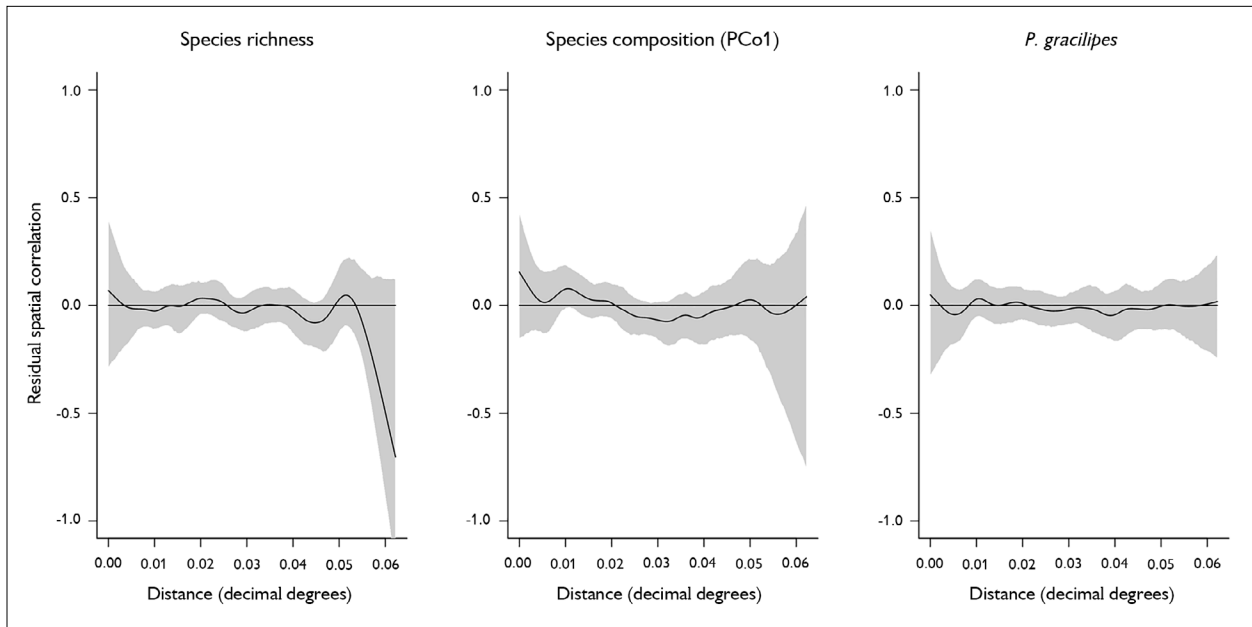 Species richness
Species composition (PCo1)
P. gracilipes
Residual spatial correlation
1.0
0.5
0.0
-0.5
-1.0
0.00 0.01 0.02 0.03 0.04 0.05 0.06
Distance (decimal degrees)
1.0
0.5
0.0
-0.5
-1.0
0.00 0.01 0.02 0.03 0.04 0.05 0.06
Distance (decimal degrees)
1.0
0.5
0.0
-0.5
-1.0
0.00 0.01 0.02 0.03 0.04 0.05 0.06
Distance (decimal degrees)